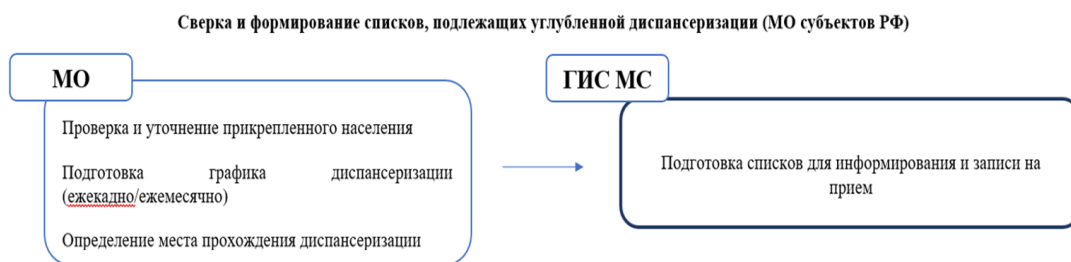 Сверка и формирование списков, подлежащих углубленной диспансеризации (МО субъектов РФ)
МО
Проверка и уточнение прикрепленного населения
Подготовка графика диспансеризации
(ежекадно/ежемесячно)
Определение места прохождения диспансеризации
ГИС МС
Подготовка списков для информирования и записи на
прием